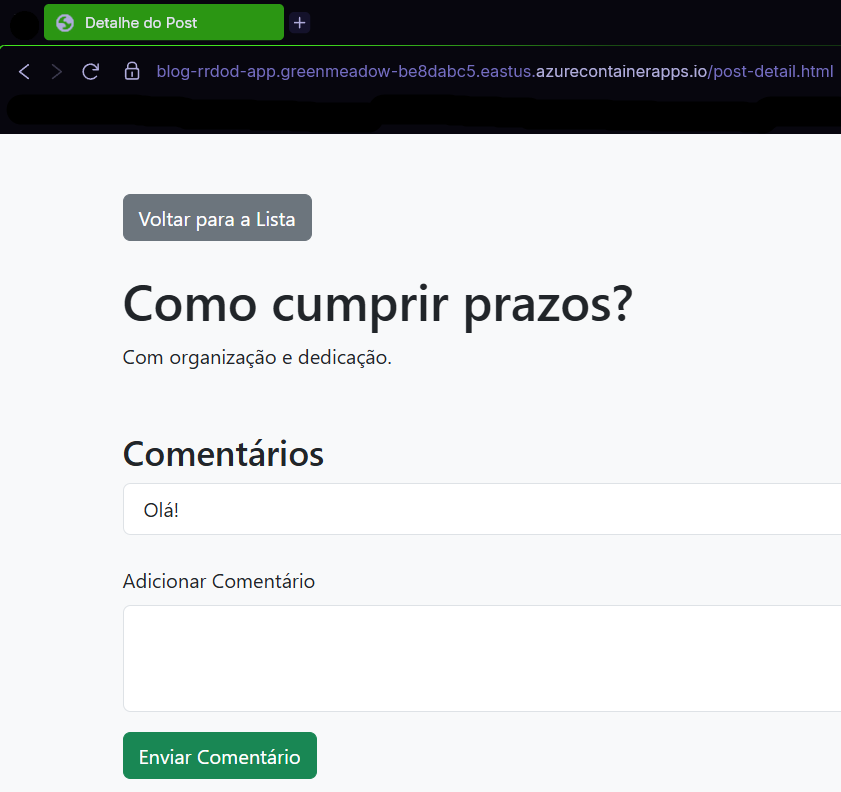 Detalhe do Post
blog-rrdod-app.greenmeadow-be8dabc5.eastus.azurecontainerapps.io/post-detail.html
Voltar para a Lista
Como cumprir prazos?
Com organização e dedicação.
Comentários
Olá!
Adicionar Comentário
Enviar Comentário